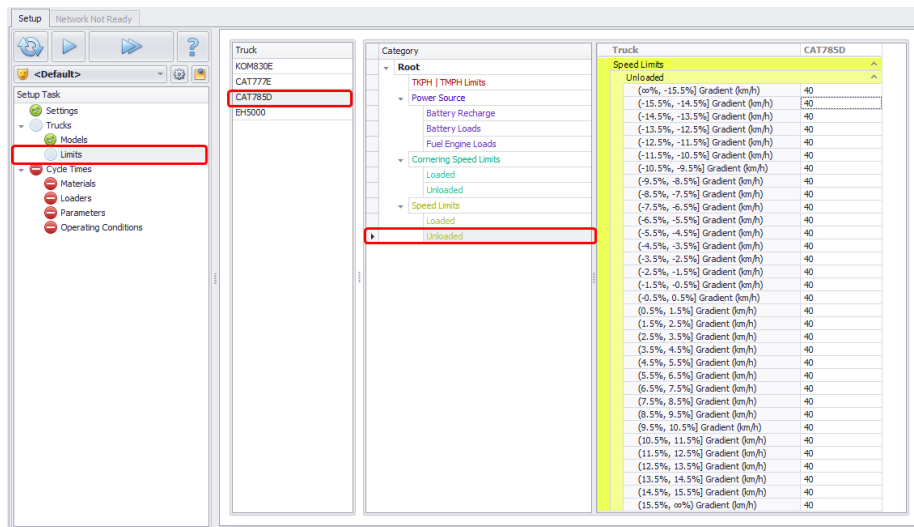 Setup
Network Not Ready
?
<Default>
Setup Task
Settings
Trucks
Models
Limits
Cycle Times
Materials
Loaders
Parameters
Operating Conditions
Truck
KOM830E
CAT777E
CAT785D
EH5000
Category
Root
TKPH | TMPH Limits
Power Source
Battery Recharge
Battery Loads
Fuel Engine Loads
Cornering Speed Limits
Loaded
Unloaded
Speed Limits
Loaded
Unloaded
Truck CAT785D
Speed Limits
Unloaded
(∞%, -15.5%] Gradient (km/h) 40
(-15.5%, -14.5%] Gradient (km/h) 40
(-14.5%, -13.5%] Gradient (km/h) 40
(-13.5%, -12.5%] Gradient (km/h) 40
(-12.5%, -11.5%] Gradient (km/h) 40
(-11.5%, -10.5%] Gradient (km/h) 40
(-10.5%, -9.5%] Gradient (km/h) 40
(-9.5%, -8.5%] Gradient (km/h) 40
(-8.5%, -7.5%] Gradient (km/h) 40
(-7.5%, -6.5%] Gradient (km/h) 40
(-6.5%, -5.5%] Gradient (km/h) 40
(-5.5%, -4.5%] Gradient (km/h) 40
(-4.5%, -3.5%] Gradient (km/h) 40
(-3.5%, -2.5%] Gradient (km/h) 40
(-2.5%, -1.5%] Gradient (km/h) 40
(-1.5%, -0.5%] Gradient (km/h) 40
(-0.5%, 0.5%] Gradient (km/h) 40
(0.5%, 1.5%] Gradient (km/h) 40
(1.5%, 2.5%] Gradient (km/h) 40
(2.5%, 3.5%] Gradient (km/h) 40
(3.5%, 4.5%] Gradient (km/h) 40
(4.5%, 5.5%] Gradient (km/h) 40
(5.5%, 6.5%] Gradient (km/h) 40
(6.5%, 7.5%] Gradient (km/h) 40
(7.5%, 8.5%] Gradient (km/h) 40
(8.5%, 9.5%] Gradient (km/h) 40
(9.5%, 10.5%] Gradient (km/h) 40
(10.5%, 11.5%] Gradient (km/h) 40
(11.5%, 12.5%] Gradient (km/h) 40
(12.5%, 13.5%] Gradient (km/h) 40
(13.5%, 14.5%] Gradient (km/h) 40
(14.5%, 15.5%] Gradient (km/h) 40
(15.5%, ∞%) Gradient (km/h) 40